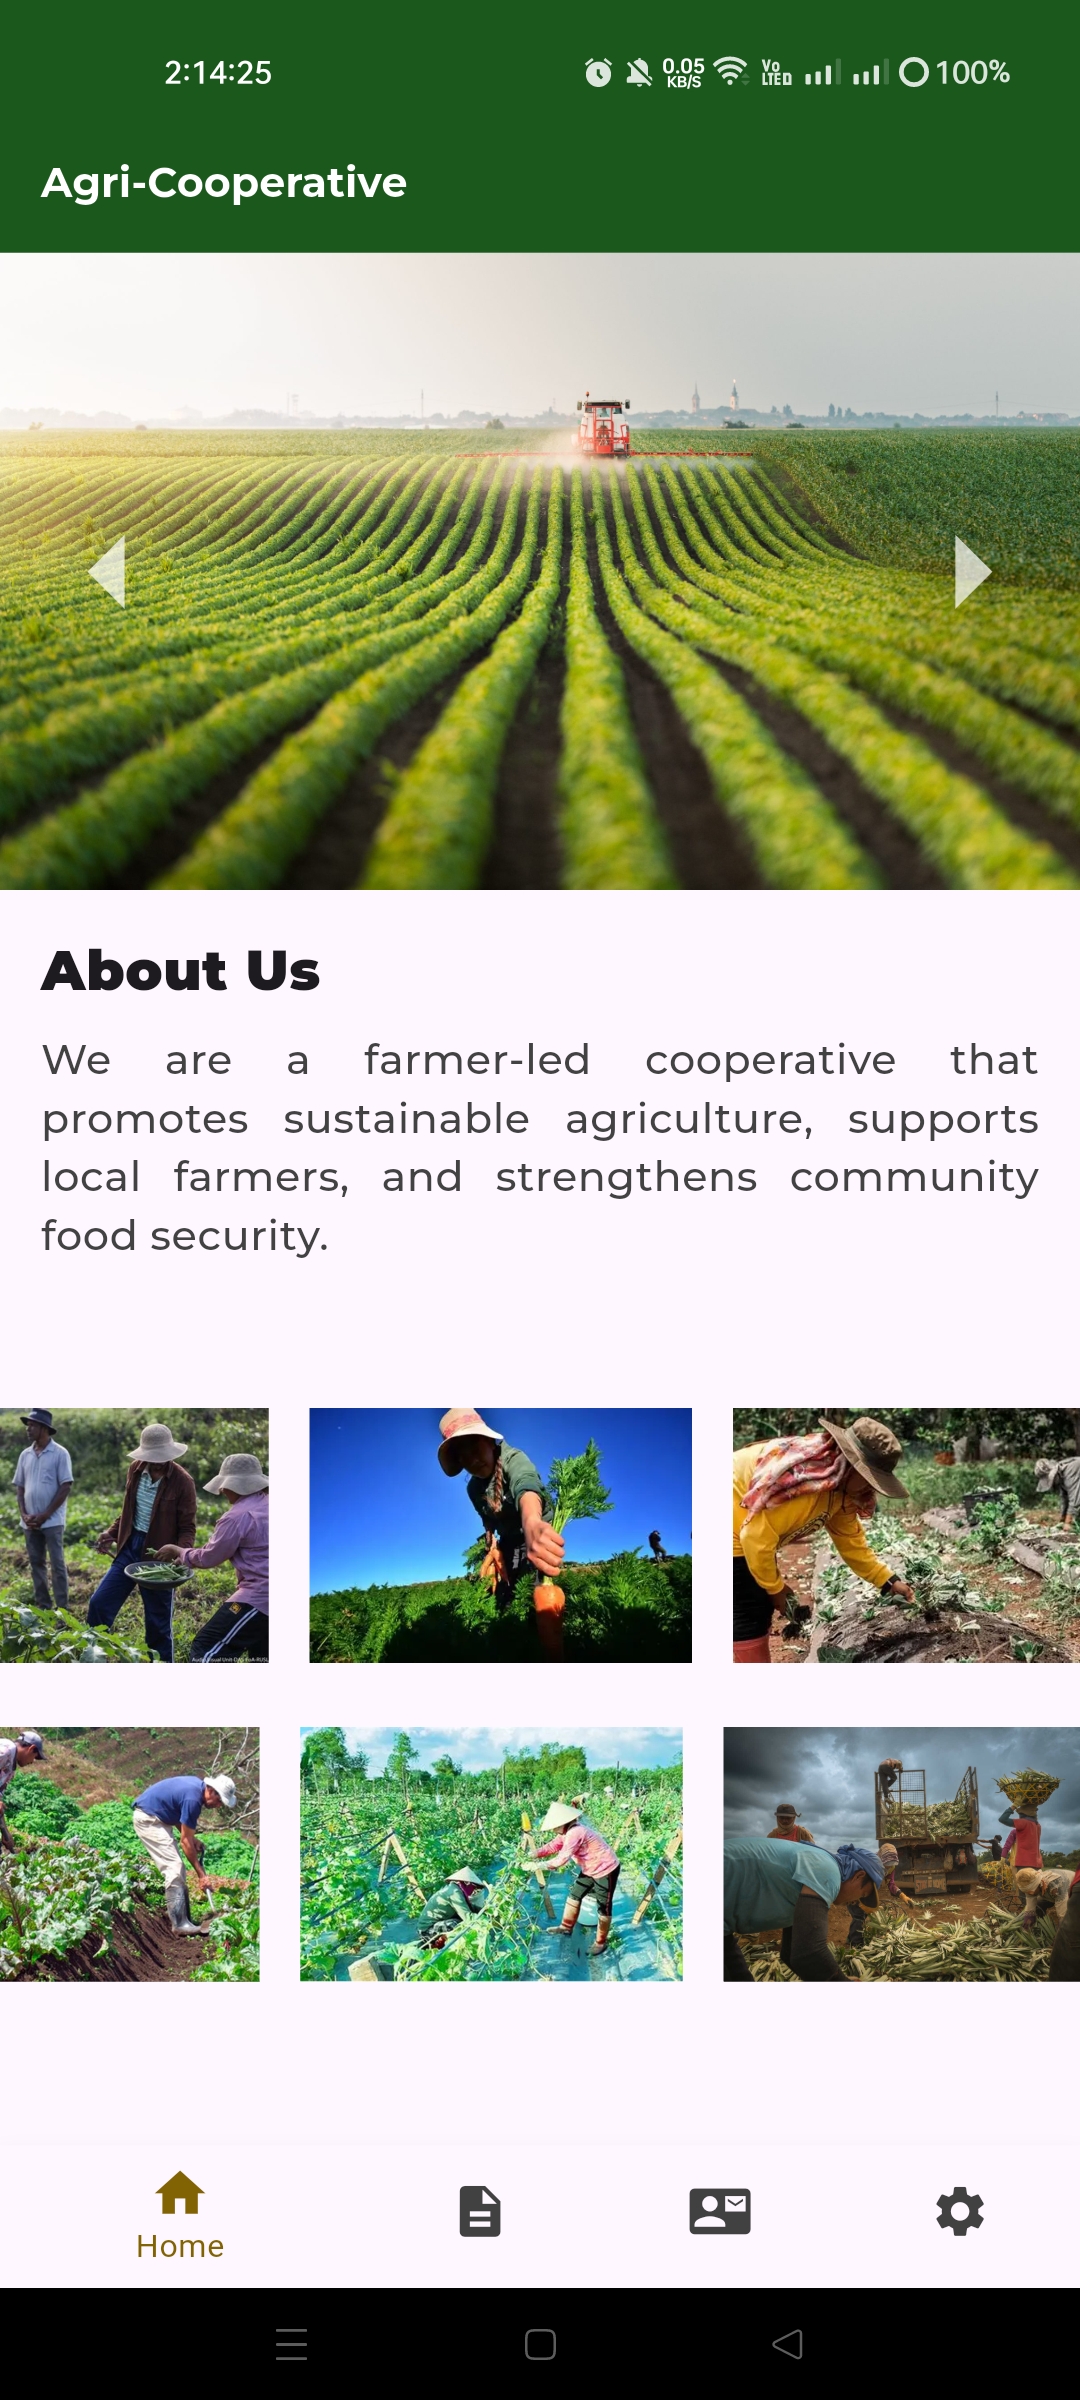 2:14:25 0.05 KB/S Vo LTE 100%
Agri-Cooperative
About Us
We are a farmer-led cooperative that
promotes sustainable agriculture, supports
local farmers, and strengthens community
food security.
Home